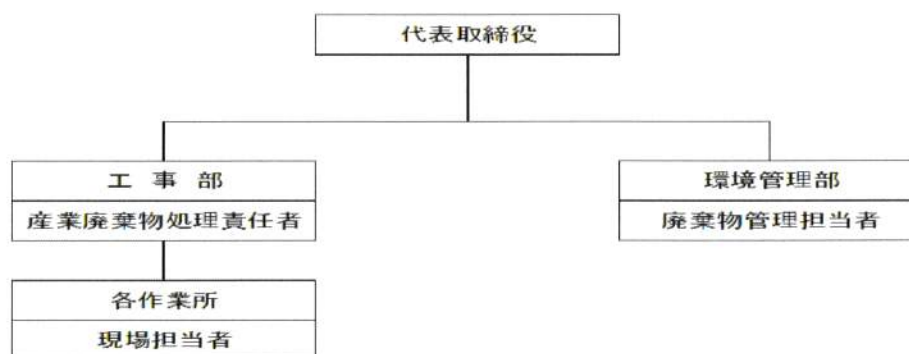 代表取締役
工事部
産業廃棄物処理責任者
環境管理部
廃棄物管理担当者
各作業所
現場担当者